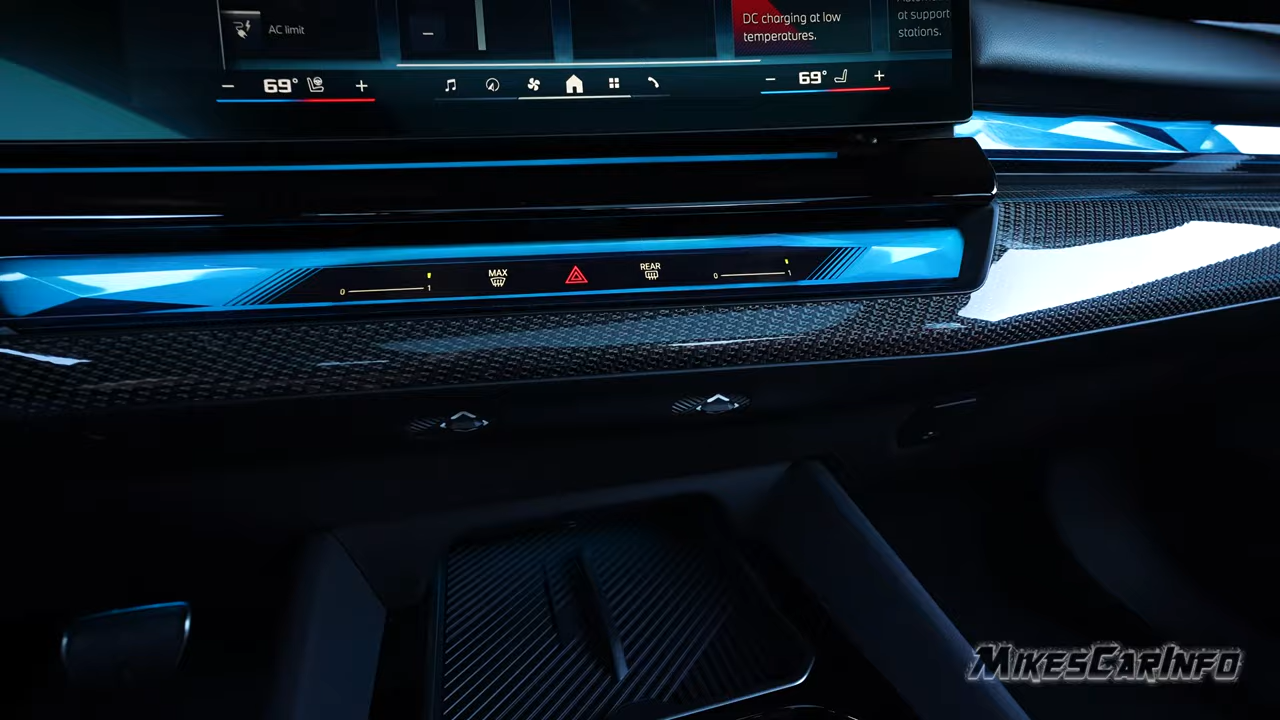 AC limit
DC charging at low
temperatures.
at support
stations.
69°
69°
MAX
REAR
0 1
0 1
MIKESCARINFO